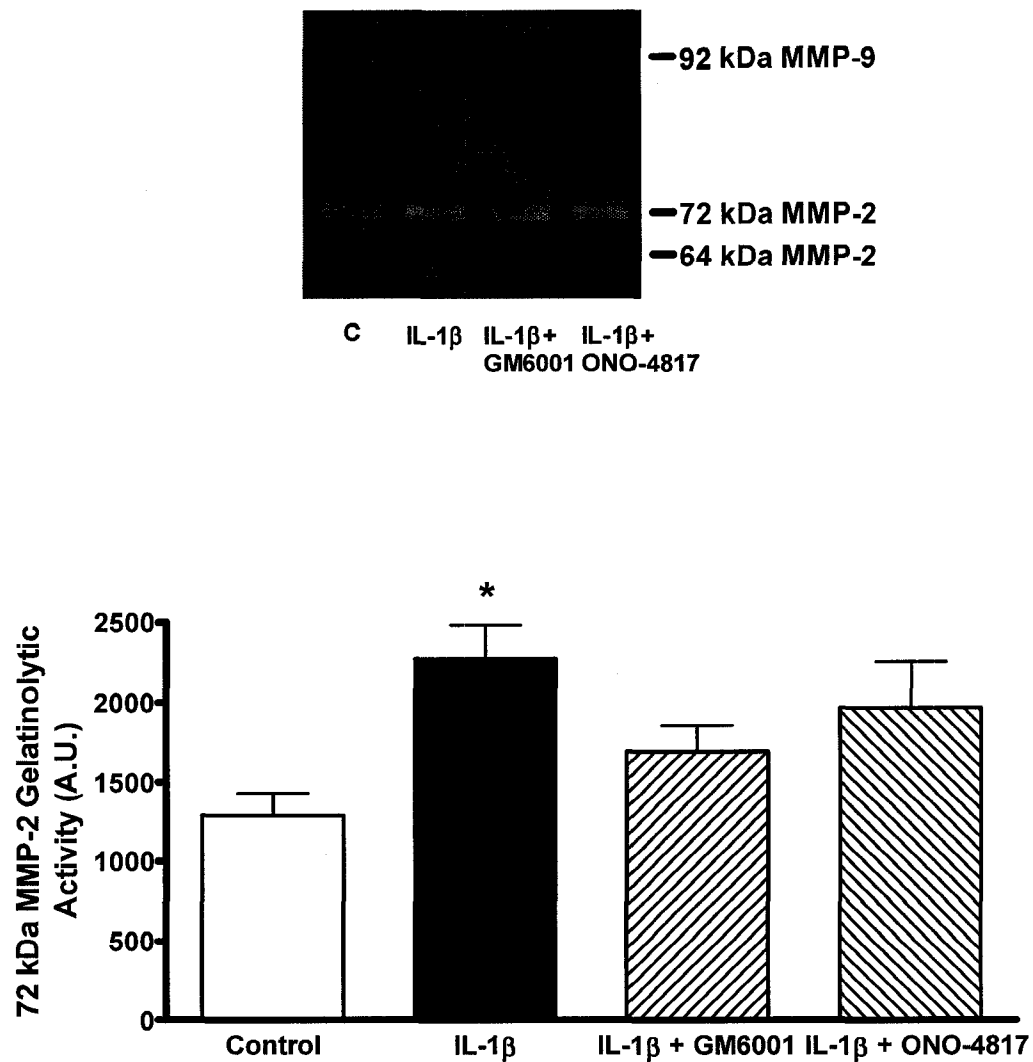 92 kDa MMP-9
72 kDa MMP-2
64 kDa MMP-2
C IL-1β IL-1β+ IL-1β+
GM6001 ONO-4817
*
72 kDa MMP-2 Gelatinolytic
Activity (A.U.)
2500
2000
1500
1000
500
0
Control IL-1β IL-1β + GM6001 IL-1β + ONO-4817